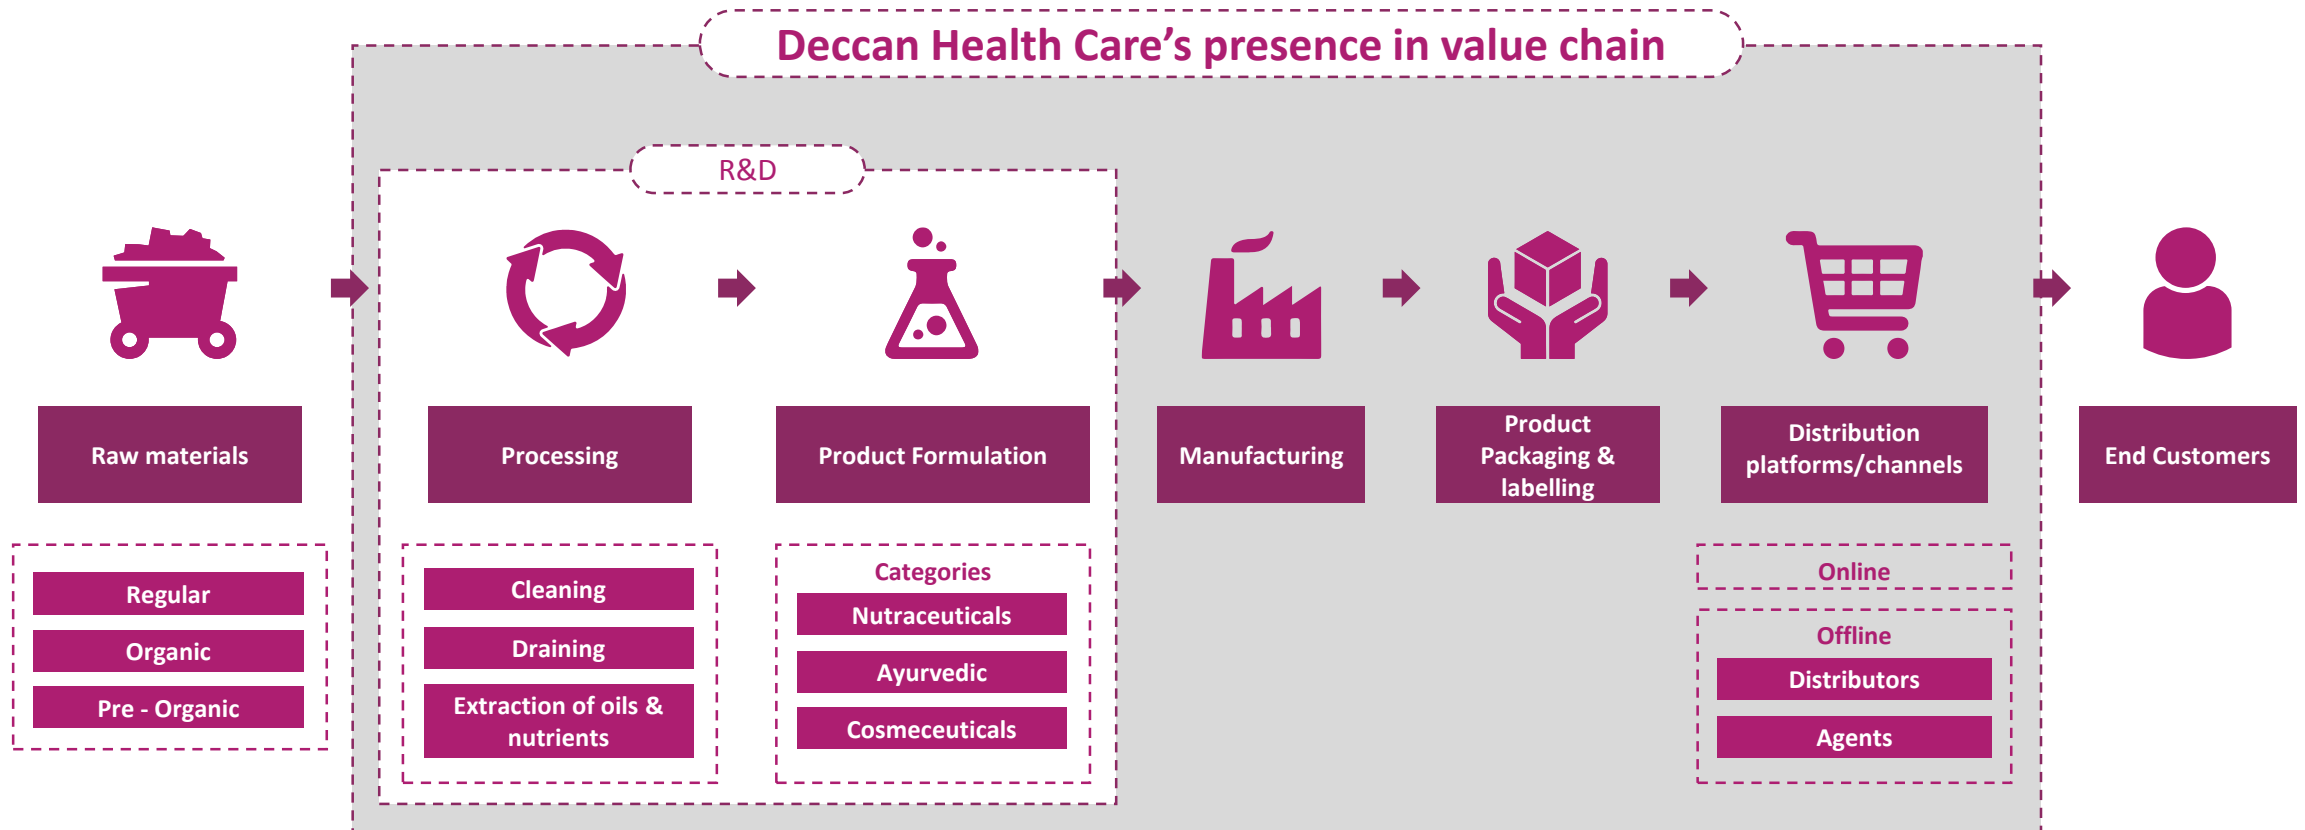 Deccan Health Care's presence in value chain
R&D
Raw materials
Processing
Product Formulation
Manufacturing
Product
Packaging &
labelling
Distribution
platforms/channels
End Customers
Regular
Organic
Pre - Organic
Cleaning
Draining
Extraction of oils &
nutrients
Categories
Nutraceuticals
Ayurvedic
Cosmeceuticals
Online
Offline
Distributors
Agents